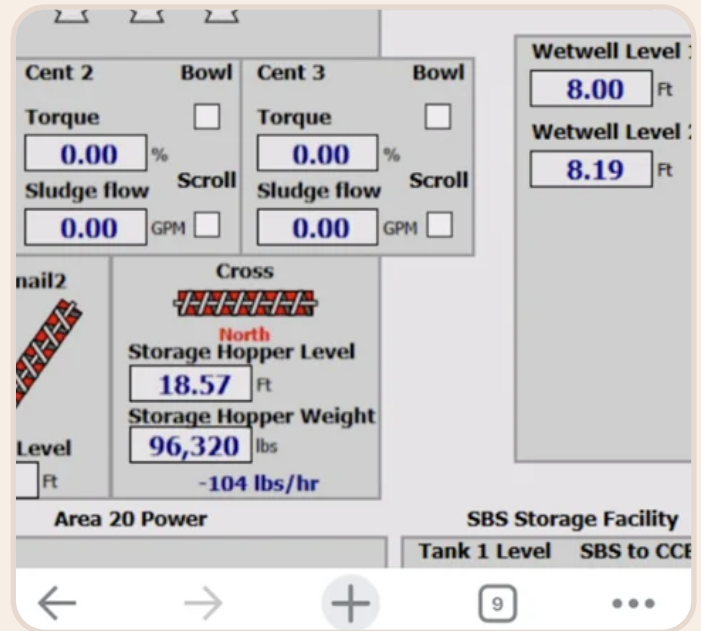 Cent 2 Bowl
Torque
0.00 %
Scroll
Sludge flow
0.00 GPM
Cent 3 Bowl
Torque
0.00 %
Scroll
Sludge flow
0.00 GPM
Wetwell Level
8.00 Ft
Wetwell Level
8.19 Ft
nail2
Level
Ft
Cross
North
Storage Hopper Level
18.57 Ft
Storage Hopper Weight
96,320 lbs
-104 lbs/hr
Area 20 Power
SBS Storage Facility
Tank 1 Level SBS to CCB
9